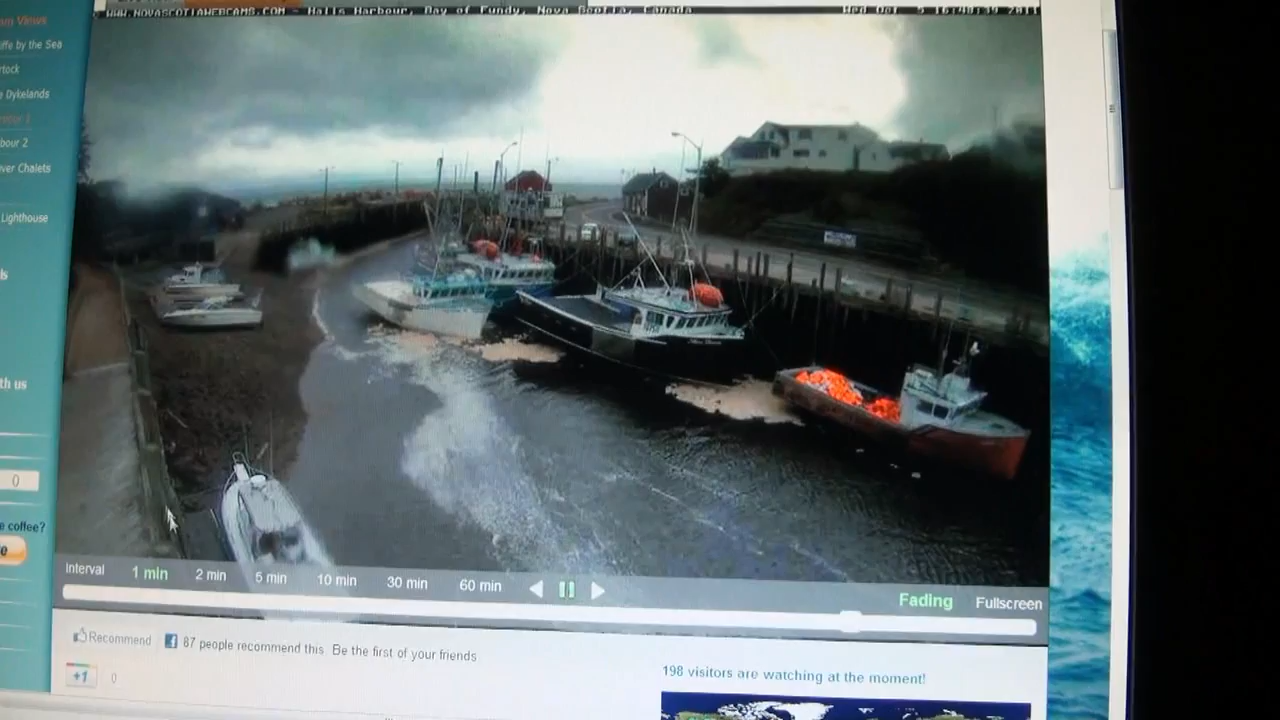 WWW.NOVASCOTIAWEBCAMS.COM - Halls Harbour, Bay of Fundy, Nova Scotia, Canada
Wed Oct 5 16:48:49 2011
Views
iffe by the Sea
Dykelands
bour 2
ver Chalets
Lighthouse
th us
0
e coffee?
Interval 1 min 2 min 5 min 10 min 30 min 60 min
Fading Fullscreen
Recommend 87 people recommend this Be the first of your friends
+1 0
198 visitors are watching at the moment!